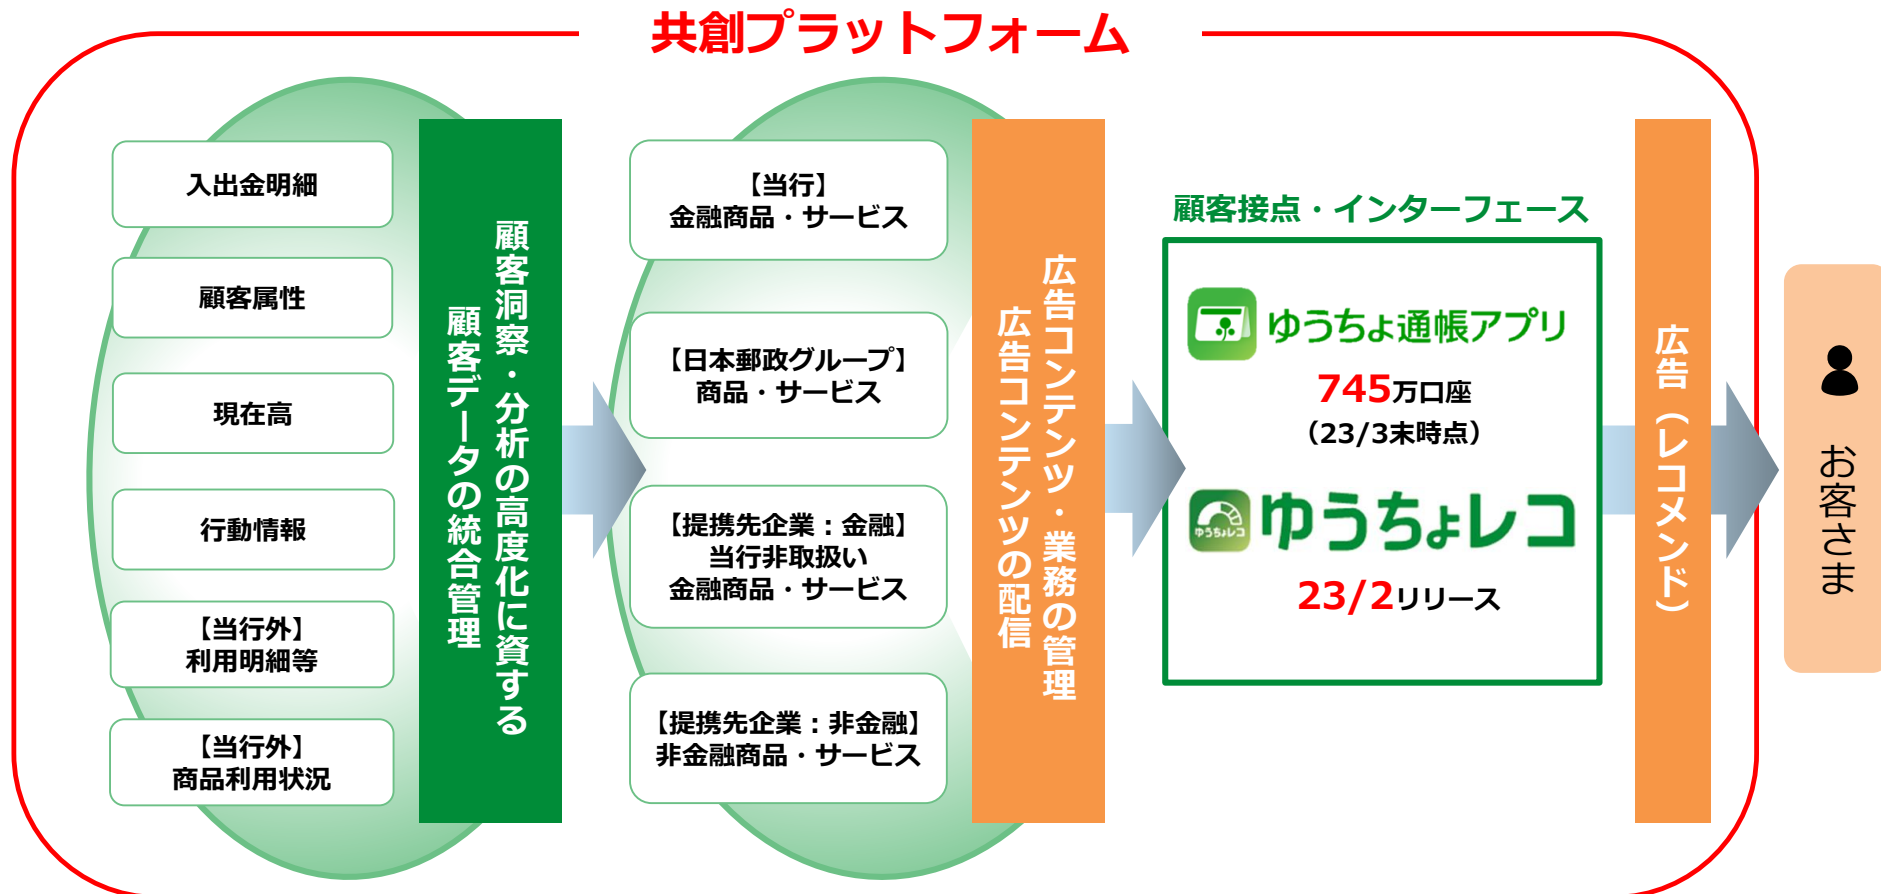 共創プラットフォーム
入出金明細
顧客属性
現在高
行動情報
【当行外】
利用明細等
【当行外】
商品利用状況
顧客洞察・分析の高度化に資する
顧客データの統合管理
【当行】
金融商品・サービス
【日本郵政グループ】
商品・サービス
【提携先企業：金融】
当行非取扱い
金融商品・サービス
【提携先企業：非金融】
非金融商品・サービス
広告コンテンツ・業務の管理
広告コンテンツの配信
顧客接点・インターフェース
ゆうちょ通帳アプリ
745万口座
（23/3末時点）
ゆうちょレコ
ゆうちょレコ
23/2リリース
広告（レコメンド）
お客さま